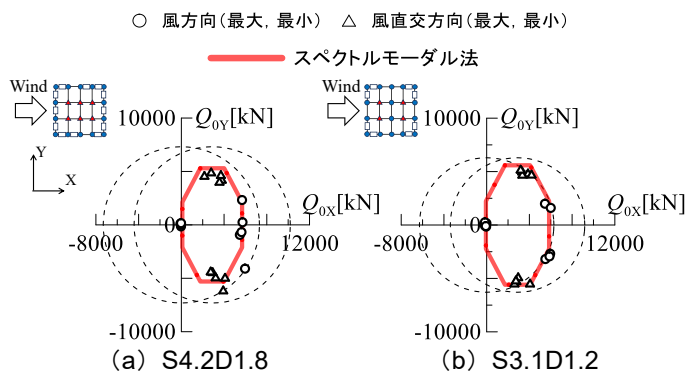 ○ 風方向(最大, 最小) △ 風直交方向(最大, 最小)
スペクトルモーダル法
Wind
Y
X
10000
Q0Y[kN]
Q0X[kN]
-8000
0
12000
-10000
(a) S4.2D1.8
Wind
10000
Q0Y[kN]
Q0X[kN]
-8000
0
12000
-10000
(b) S3.1D1.2